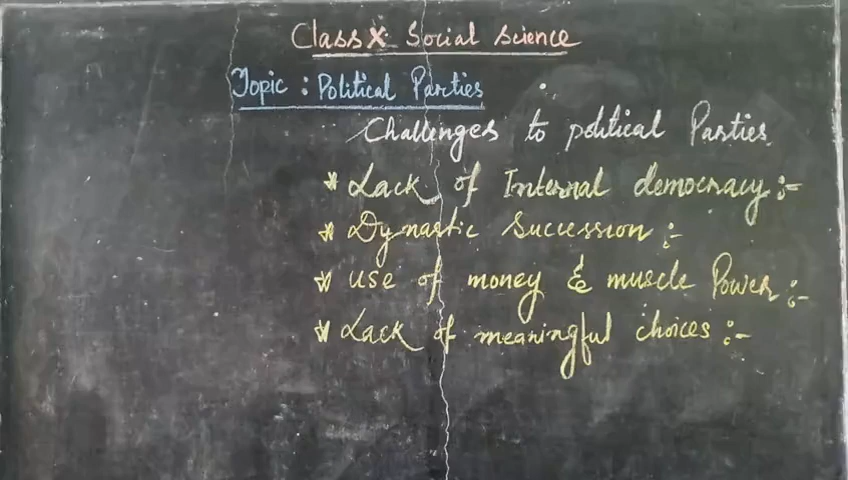 Class X Social Science
Topic : Political Parties
Challenges to political Parties
* Lack of Internal democracy :-
* Dynastic Succession :-
* Use of money & muscle Power :-
* Lack of meaningful choices :-